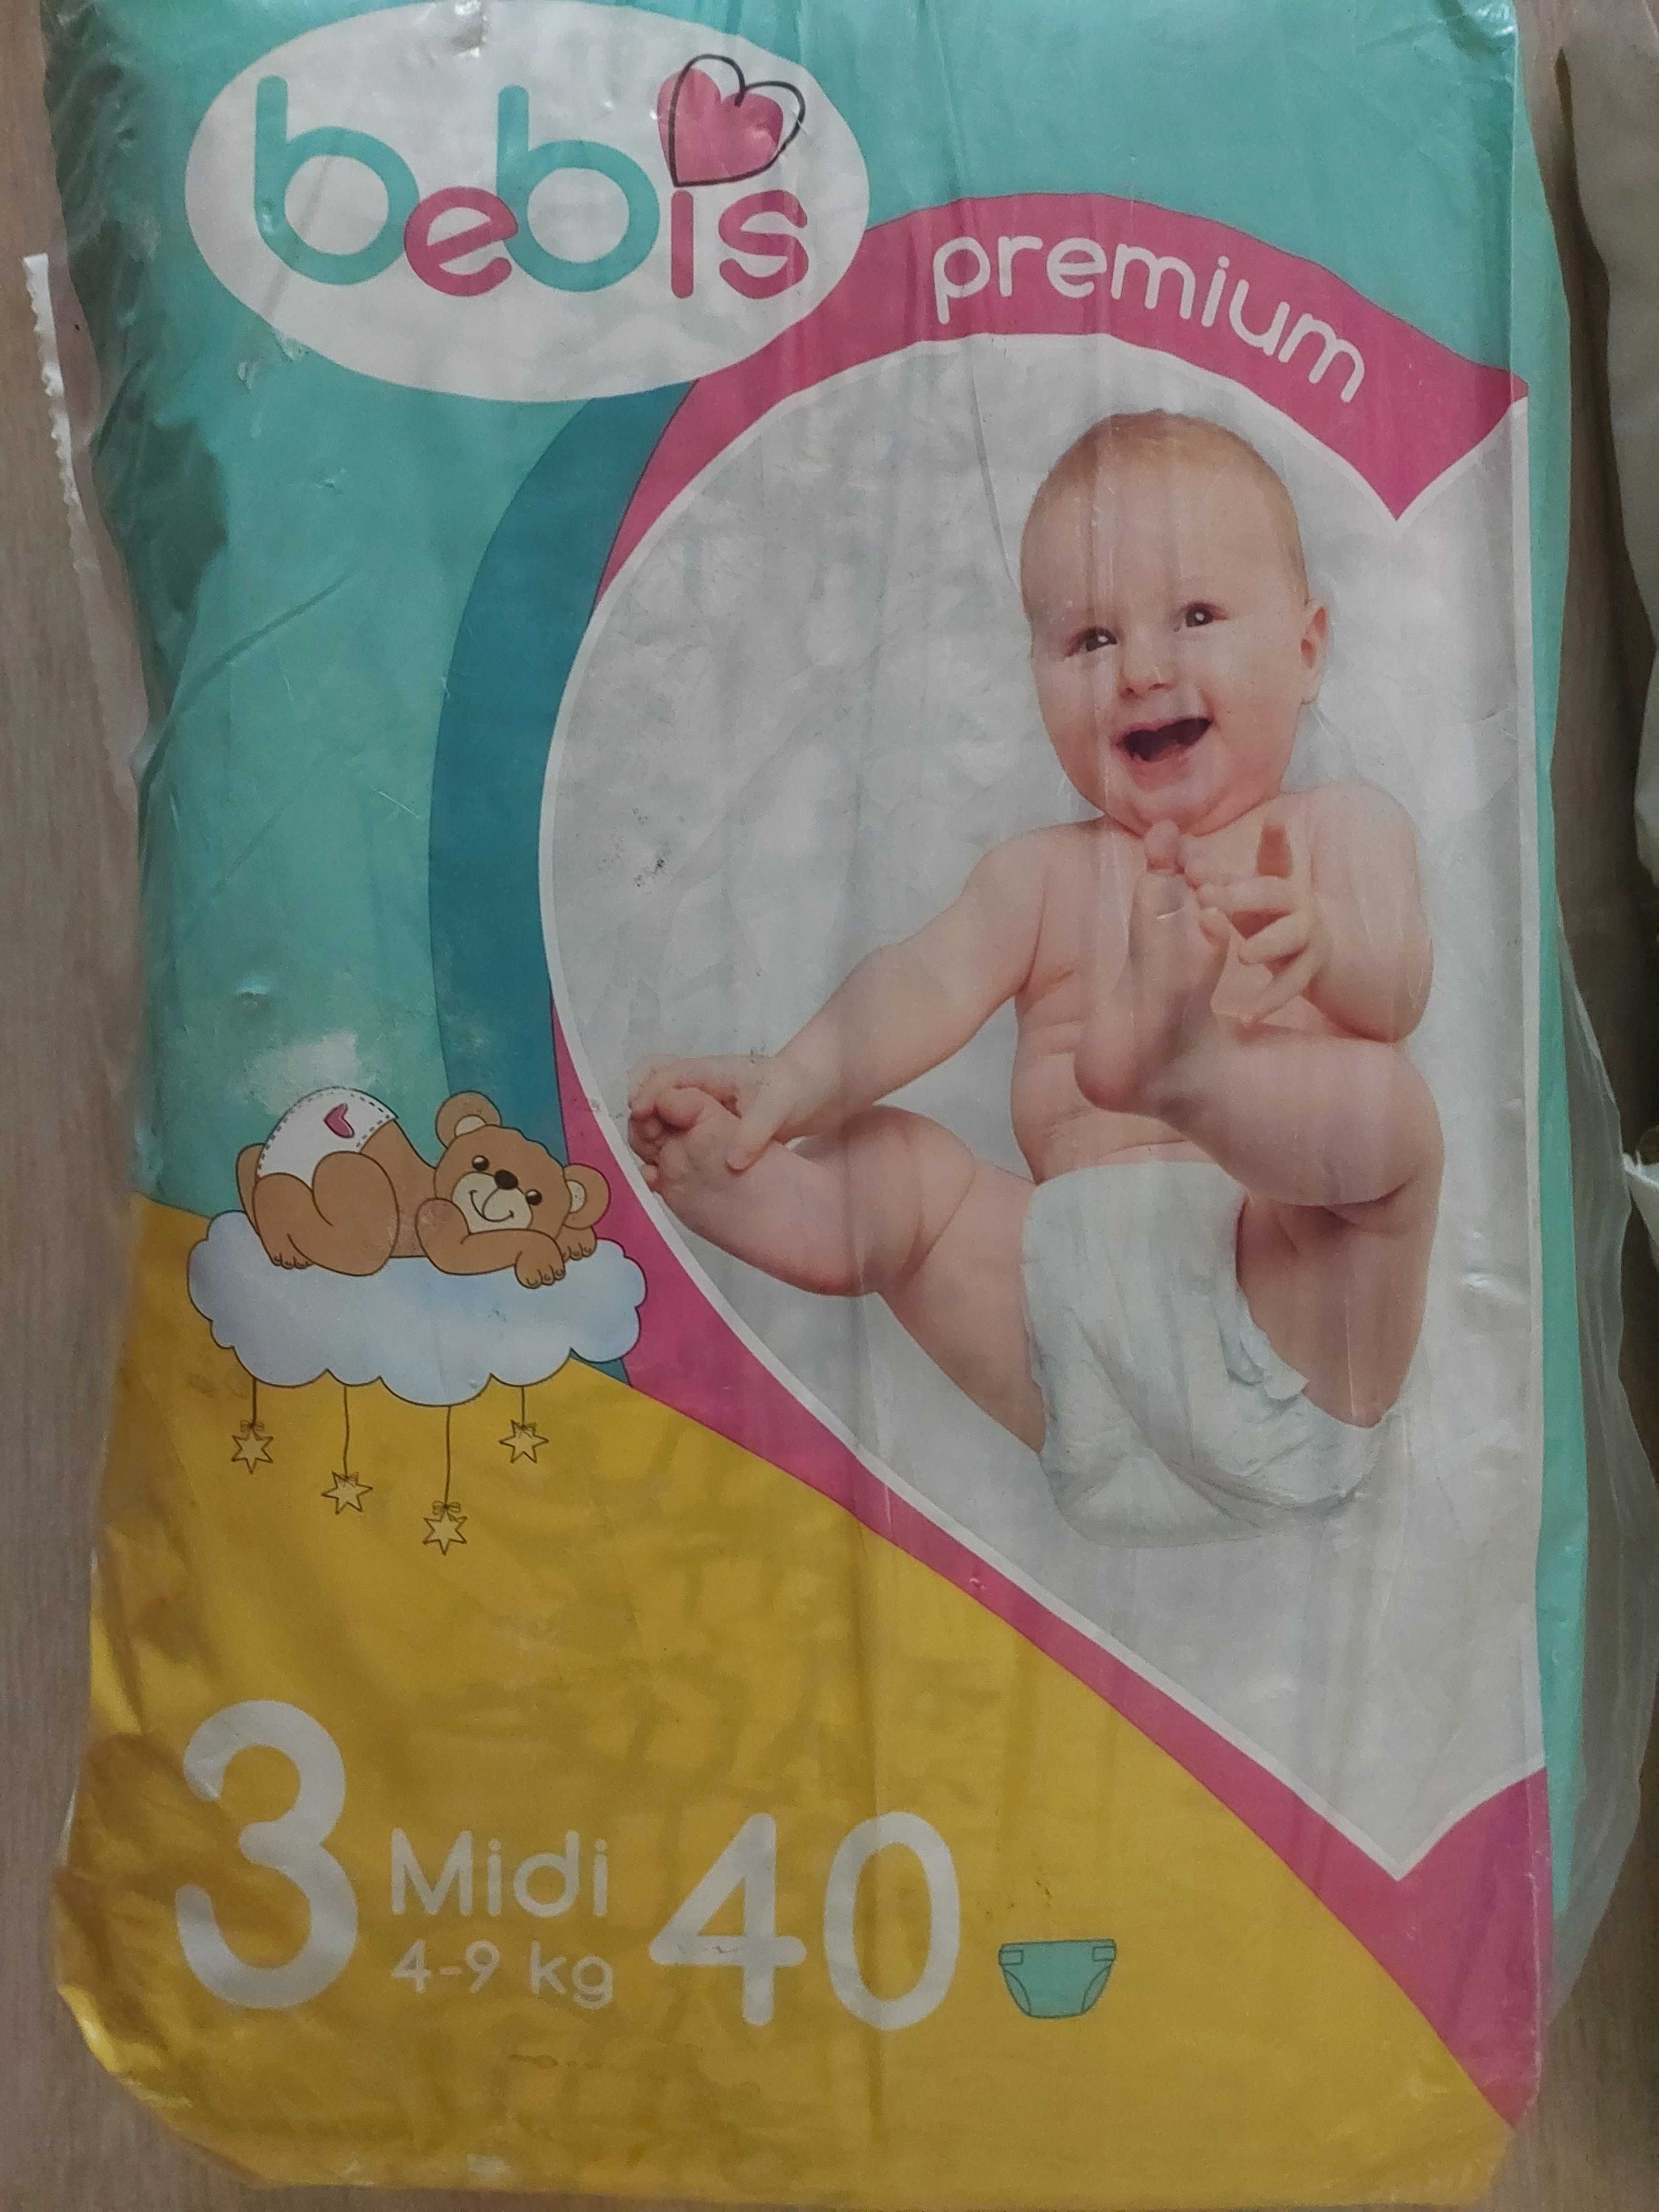 bebis
premium
3 Midi 40
4-9 kg